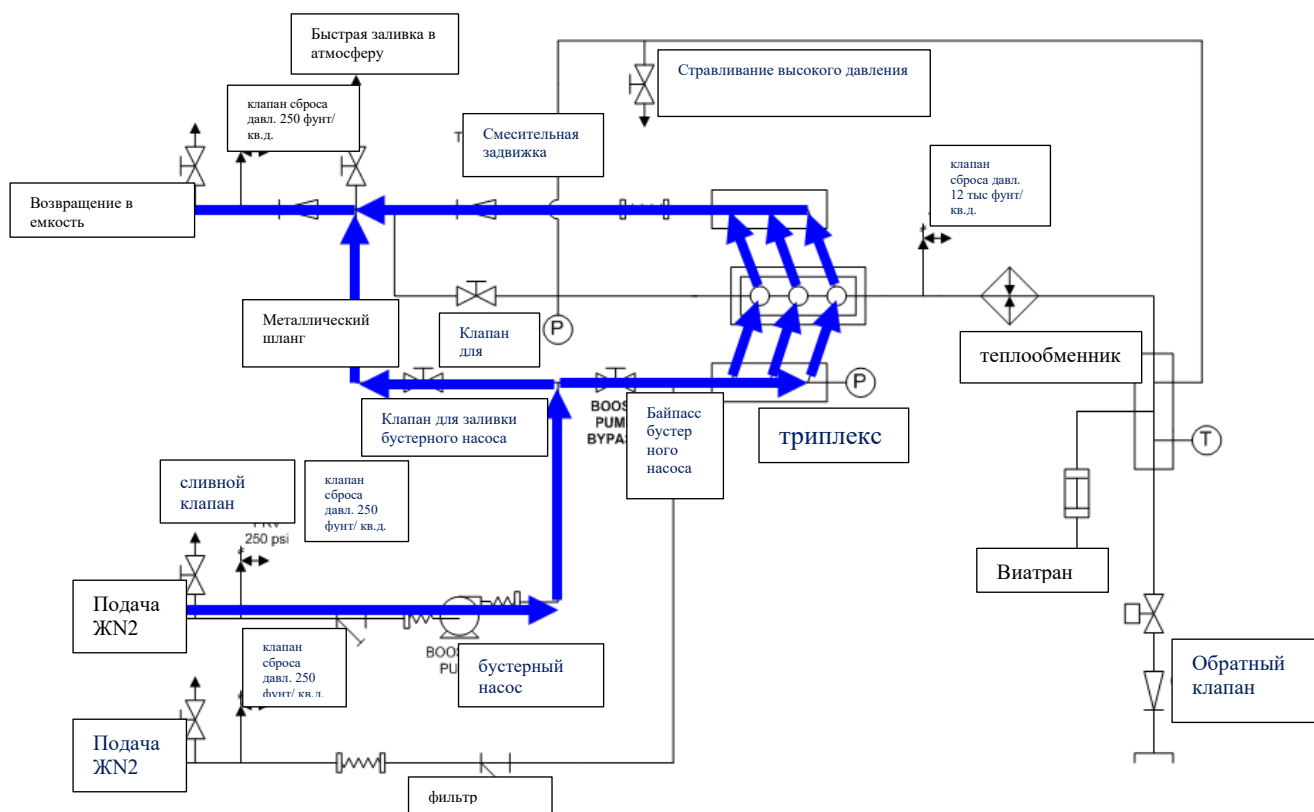 Быстрая заливка в
атмосферу
Стравливание высокого давления
клапан сброса
давл. 250 фунт/
кв.д.
Смесительная
задвижка
клапан
сброса давл.
12 тыс фунт/
кв.д.
Возвращение в
емкость
Металлический
шланг
P
Клапан
для
теплообменник
P
Клапан для заливки
бустерного насоса
BOOS
PUM
BYPAS
Байпасс
бустер
ного
насоса
триплекс
T
сливной
клапан
клапан
сброса
давл. 250
фунт/ кв.д.
250 psi
Виатран
Подача
ЖN2
BOOS
PU
бустерный
насос
клапан
сброса
давл. 250
фунт/ кв.д.
Обратный
клапан
Подача
ЖN2
фильтр